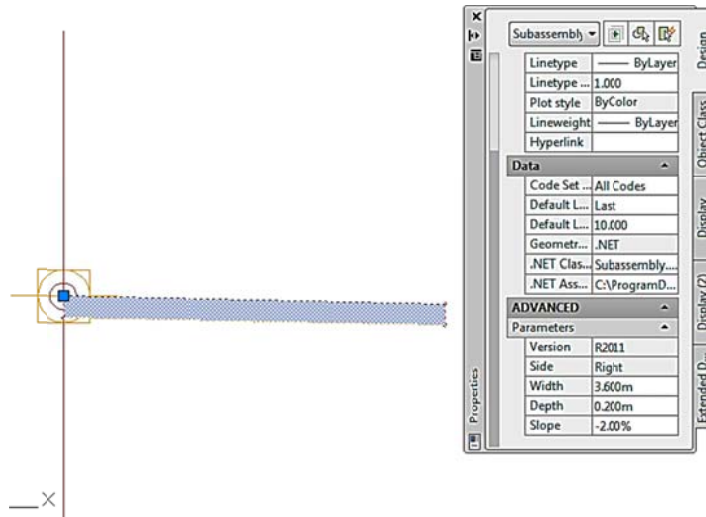 Subassembly
Linetype ByLayer
Linetype ... 1.000
Plot style ByColor
Lineweight ByLayer
Hyperlink
Data
Code Set ... All Codes
Default L... Last
Default L... 10.000
Geometr... .NET
.NET Clas... Subassembly....
.NET Ass... C:\ProgramD...
ADVANCED
Parameters
Version R2011
Side Right
Width 3.600m
Depth 0.200m
Slope -2.00%
Properties
Design
Object Class
Display
Display (2)
Extended D...
X